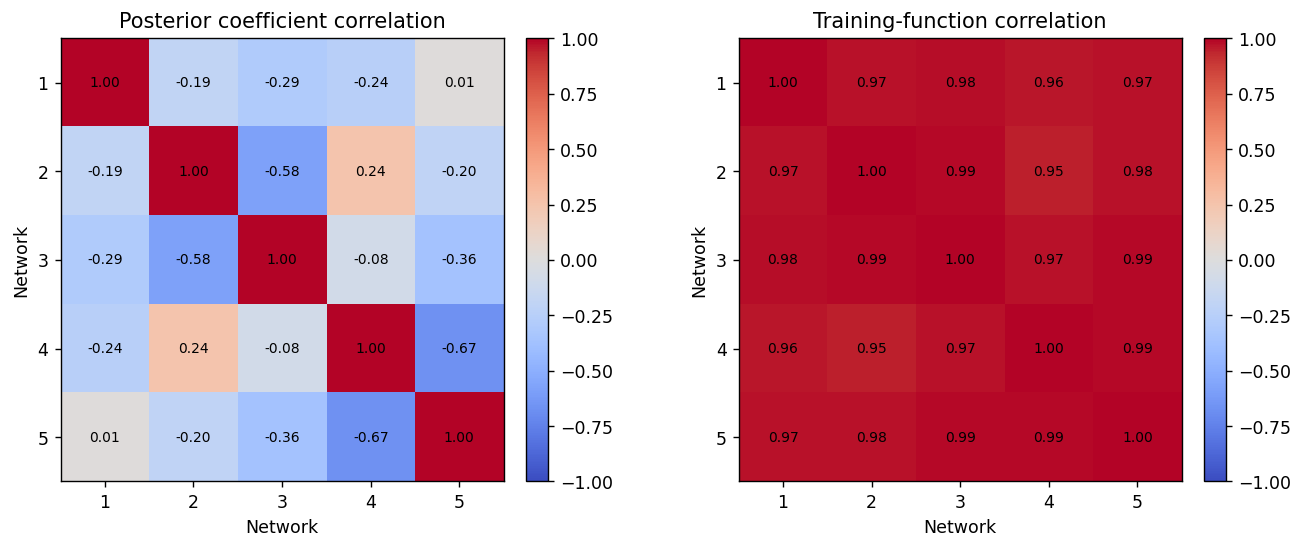 Posterior coefficient correlation
1.00 -0.19 -0.29 -0.24 0.01
-0.19 1.00 -0.58 0.24 -0.20
-0.29 -0.58 1.00 -0.08 -0.36
-0.24 0.24 -0.08 1.00 -0.67
0.01 -0.20 -0.36 -0.67 1.00
1
2
3
4
5
Network
1 2 3 4 5
Network
1.00
0.75
0.50
0.25
0.00
−0.25
−0.50
−0.75
−1.00
Training-function correlation
1.00 0.97 0.98 0.96 0.97
0.97 1.00 0.99 0.95 0.98
0.98 0.99 1.00 0.97 0.99
0.96 0.95 0.97 1.00 0.99
0.97 0.98 0.99 0.99 1.00
1
2
3
4
5
Network
1 2 3 4 5
Network
1.00
0.75
0.50
0.25
0.00
−0.25
−0.50
−0.75
−1.00